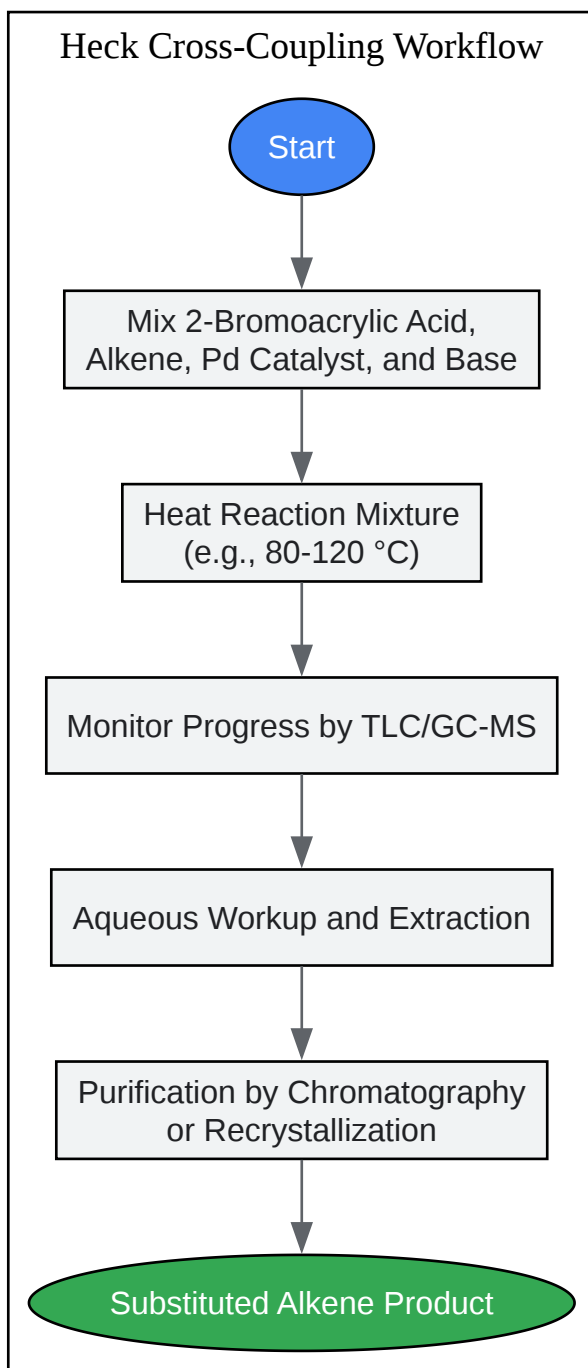 Heck Cross-Coupling Workflow
Start
Mix 2-Bromoacrylic Acid,
Alkene, Pd Catalyst, and Base
Heat Reaction Mixture
(e.g., 80-120 °C)
Monitor Progress by TLC/GC-MS
Aqueous Workup and Extraction
Purification by Chromatography
or Recrystallization
Substituted Alkene Product